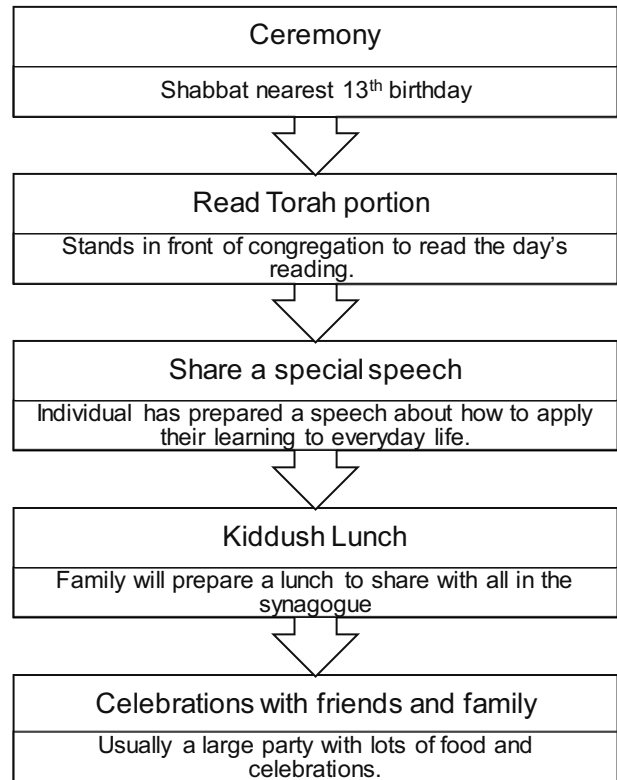 Ceremony
Shabbat nearest 13th birthday
Read Torah portion
Stands in front of congregation to read the day's
reading.
Share a special speech
Individual has prepared a speech about how to apply
their learning to everyday life.
Kiddush Lunch
Family will prepare a lunch to share with all in the
synagogue
Celebrations with friends and family
Usually a large party with lots of food and
celebrations.